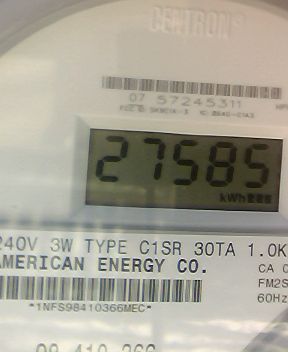 CENTRON®
07 57245311
27585
kWh
240V 3W TYPE C1SR 30TA 1.0K
AMERICAN ENERGY CO.
CA 0
FM2S
60Hz
*1NFS98410366MEC*